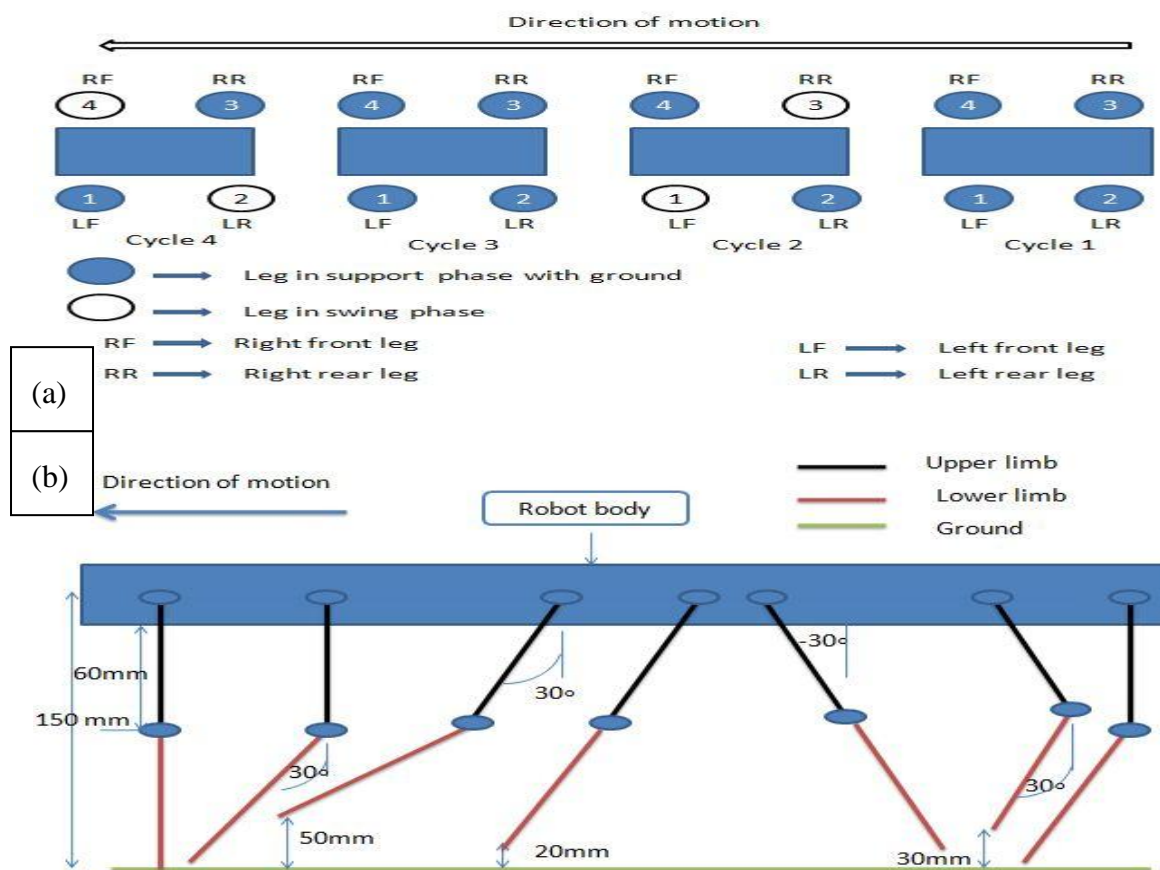 Direction of motion
RF RR RF RR RF RR RF RR
4 3 4 3 4 3 4 3
1 2 1 2 1 2 1 2
LF LR LF LR LF LR LF LR
Cycle 4 Cycle 3 Cycle 2 Cycle 1
Leg in support phase with ground
Leg in swing phase
RF Right front leg LF Left front leg
RR Right rear leg LR Left rear leg
(a)
(b)
Direction of motion
Robot body
Upper limb
Lower limb
Ground
60mm
150 mm
30°
50mm
30°
20mm
-30°
30°
30mm